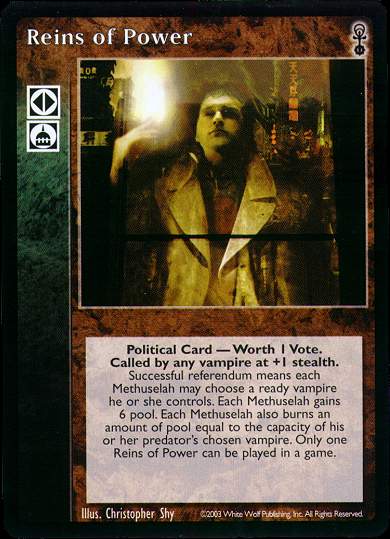 Reins of Power
Political Card — Worth 1 Vote.
Called by any vampire at +1 stealth.
Successful referendum means each
Methuselah may choose a ready vampire
he or she controls. Each Methuselah gains
6 pool. Each Methuselah also burns an
amount of pool equal to the capacity of his
or her predator's chosen vampire. Only one
Reins of Power can be played in a game.
Illus. Christopher Shy
©2003 White Wolf Publishing, Inc. All Rights Reserved.